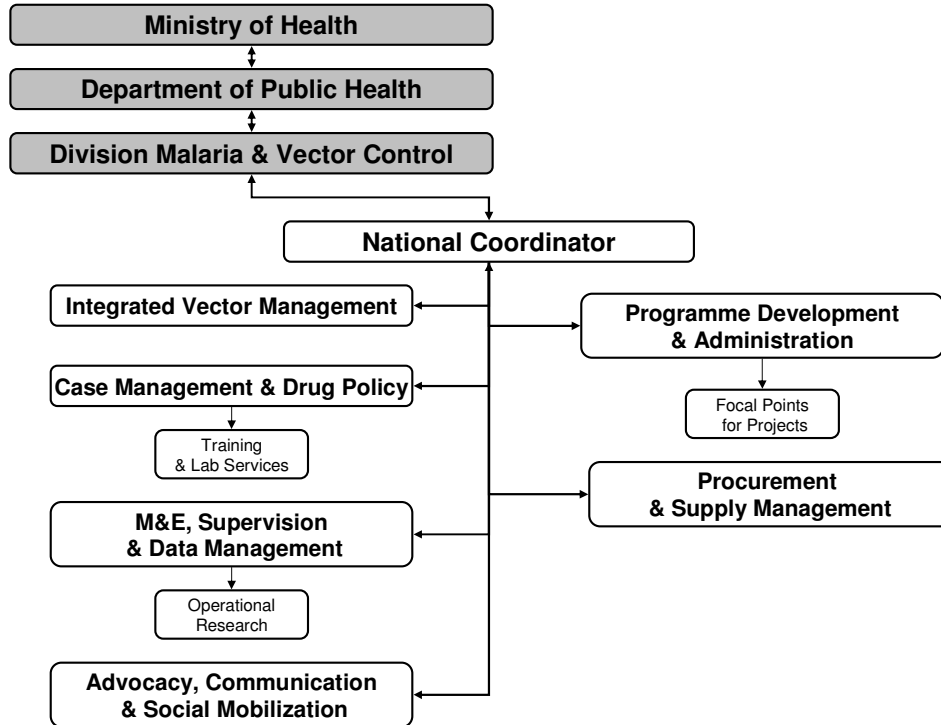 Ministry of Health
Department of Public Health
Division Malaria & Vector Control
National Coordinator
Integrated Vector Management
Programme Development
& Administration
Case Management & Drug Policy
Focal Points
for Projects
Training
& Lab Services
Procurement
& Supply Management
M&E, Supervision
& Data Management
Operational
Research
Advocacy, Communication
& Social Mobilization